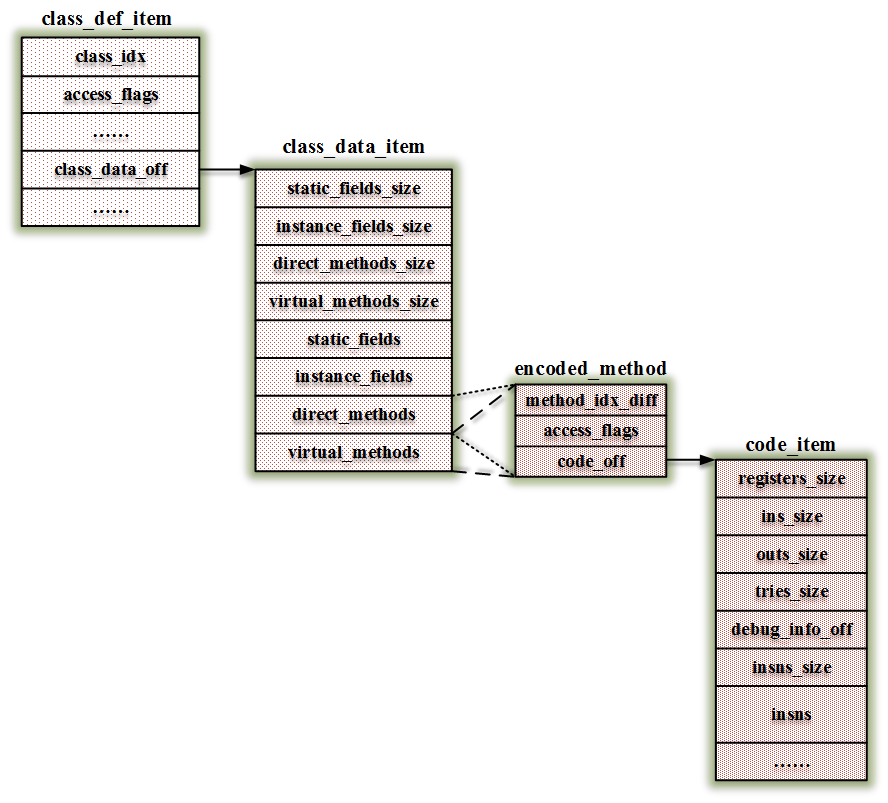 class_def_item
class_idx
access_flags
……
class_data_off
……
class_data_item
static_fields_size
instance_fields_size
direct_methods_size
virtual_methods_size
static_fields
instance_fields
direct_methods
virtual_methods
encoded_method
method_idx_diff
access_flags
code_off
code_item
registers_size
ins_size
outs_size
tries_size
debug_info_off
insns_size
insns
……